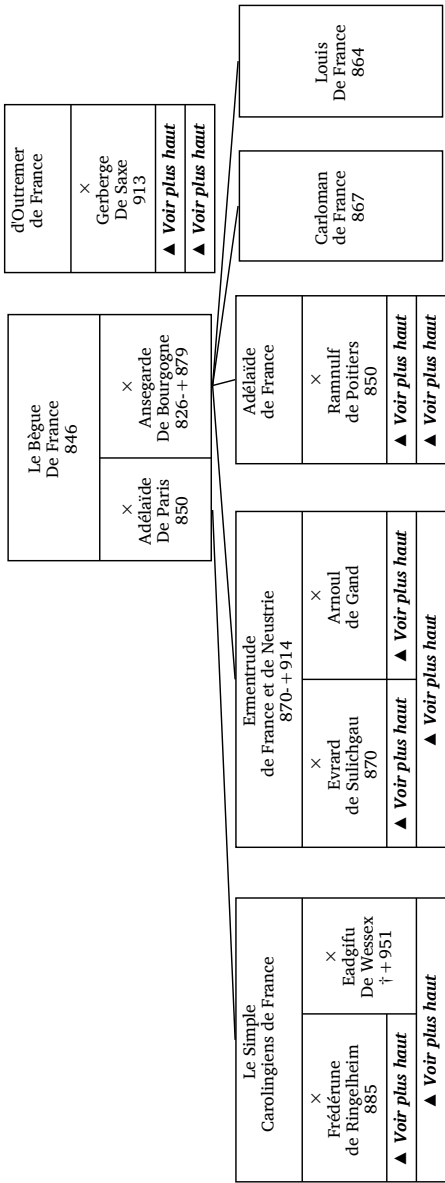 Le Bègue
De France
846
×
Adélaïde
De Paris
850
×
Ansegarde
De Bourgogne
826-+879
d'Outremer
de France
×
Gerberge
De Saxe
913
▲ Voir plus haut
▲ Voir plus haut
Le Simple
Carolingiens de France
×
Frédérune
de Ringelheim
885
×
Eadgifu
De Wessex
†+951
▲ Voir plus haut
▲ Voir plus haut
Ermentrude
de France et de Neustrie
870-+914
×
Evrard
de Sulichgau
870
×
Arnoul
de Gand
▲ Voir plus haut
▲ Voir plus haut
▲ Voir plus haut
Adélaïde
de France
×
Ramnulf
de Poitiers
850
▲ Voir plus haut
▲ Voir plus haut
Carloman
de France
867
Louis
De France
864